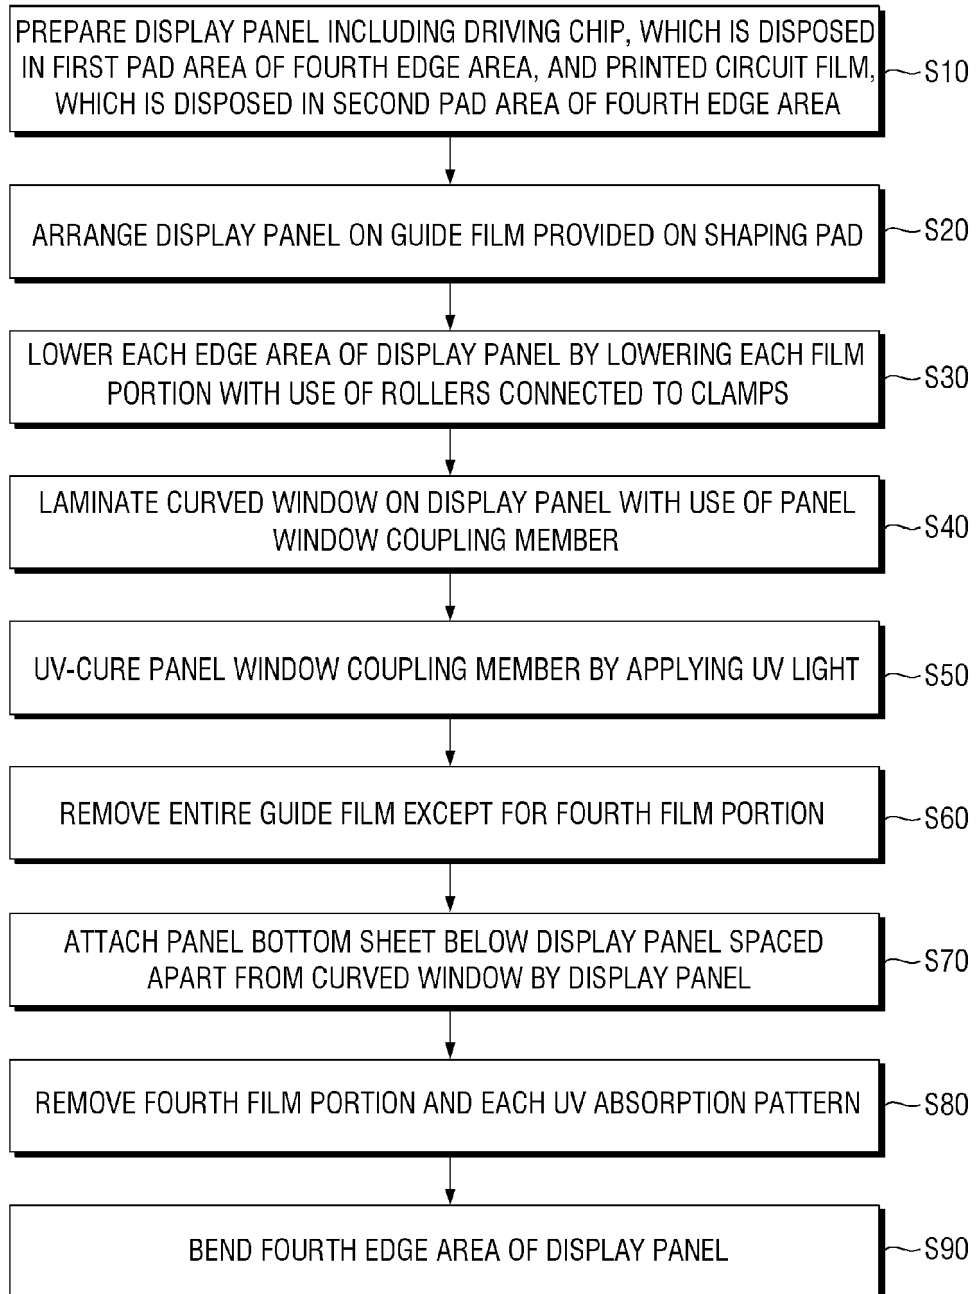 PREPARE DISPLAY PANEL INCLUDING DRIVING CHIP, WHICH IS DISPOSED
IN FIRST PAD AREA OF FOURTH EDGE AREA, AND PRINTED CIRCUIT FILM,
WHICH IS DISPOSED IN SECOND PAD AREA OF FOURTH EDGE AREA
S10
ARRANGE DISPLAY PANEL ON GUIDE FILM PROVIDED ON SHAPING PAD
S20
LOWER EACH EDGE AREA OF DISPLAY PANEL BY LOWERING EACH FILM
PORTION WITH USE OF ROLLERS CONNECTED TO CLAMPS
S30
LAMINATE CURVED WINDOW ON DISPLAY PANEL WITH USE OF PANEL
WINDOW COUPLING MEMBER
S40
UV-CURE PANEL WINDOW COUPLING MEMBER BY APPLYING UV LIGHT
S50
REMOVE ENTIRE GUIDE FILM EXCEPT FOR FOURTH FILM PORTION
S60
ATTACH PANEL BOTTOM SHEET BELOW DISPLAY PANEL SPACED
APART FROM CURVED WINDOW BY DISPLAY PANEL
S70
REMOVE FOURTH FILM PORTION AND EACH UV ABSORPTION PATTERN
S80
BEND FOURTH EDGE AREA OF DISPLAY PANEL
S90